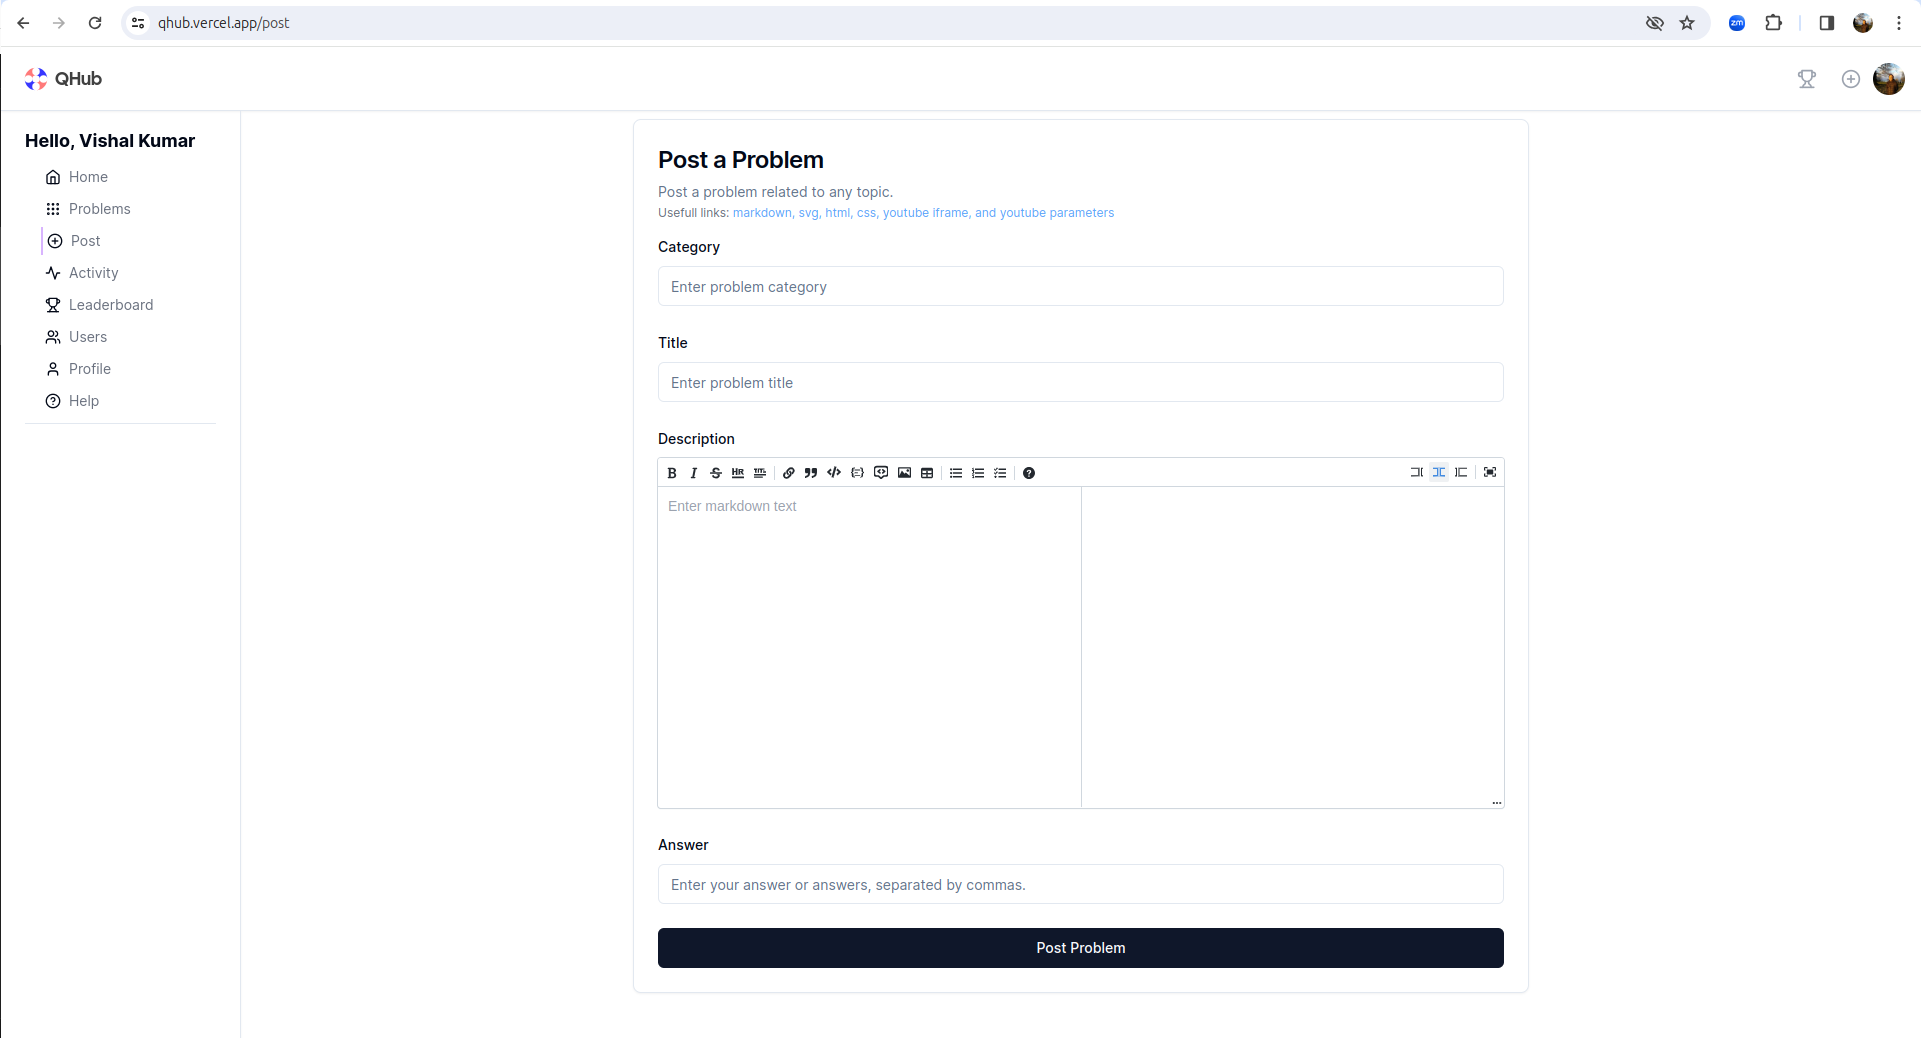 qhub.vercel.app/post
zm
QHub
Hello, Vishal Kumar
Home
Problems
Post
Activity
Leaderboard
Users
Profile
Help
Post a Problem
Post a problem related to any topic.
Usefull links: markdown, svg, html, css, youtube iframe, and youtube parameters
Category
Enter problem category
Title
Enter problem title
Description
B I S HR TITL
Enter markdown text
Answer
Enter your answer or answers, separated by commas.
Post Problem